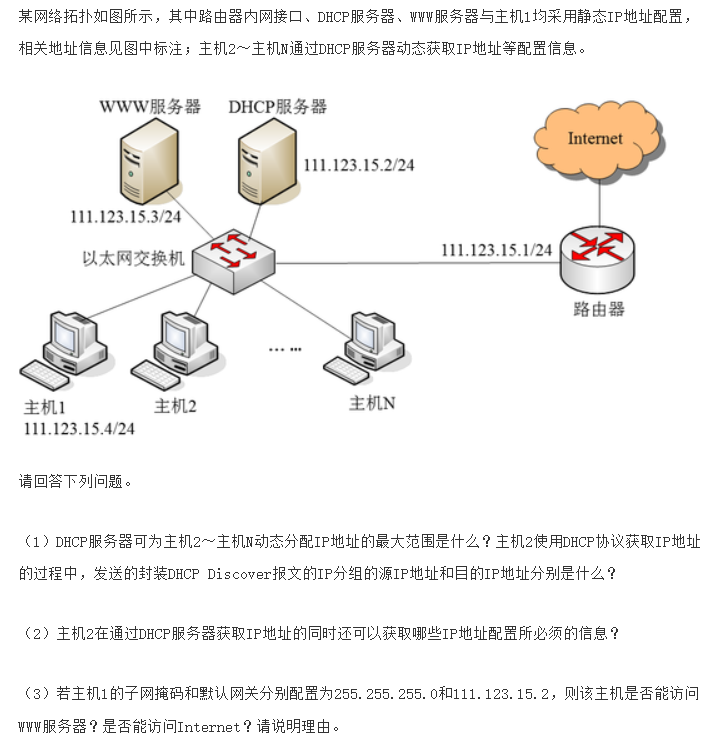 某网络拓扑如图所示，其中路由器内网接口、DHCP服务器、WWW服务器与主机1均采用静态IP地址配置，
相关地址信息见图中标注；主机2～主机N通过DHCP服务器动态获取IP地址等配置信息。
WWW服务器
DHCP服务器
Internet
111.123.15.2/24
111.123.15.3/24
以太网交换机
111.123.15.1/24
路由器
... ...
主机1
主机2
主机N
111.123.15.4/24
请回答下列问题。
（1）DHCP服务器可为主机2～主机N动态分配IP地址的最大范围是什么？主机2使用DHCP协议获取IP地址
的过程中，发送的封装DHCP Discover报文的IP分组的源IP地址和目的IP地址分别是什么？
（2）主机2在通过DHCP服务器获取IP地址的同时还可以获取哪些IP地址配置所必须的信息？
（3）若主机1的子网掩码和默认网关分别配置为255.255.255.0和111.123.15.2，则该主机是否能访问
WWW服务器？是否能访问Internet？请说明理由。